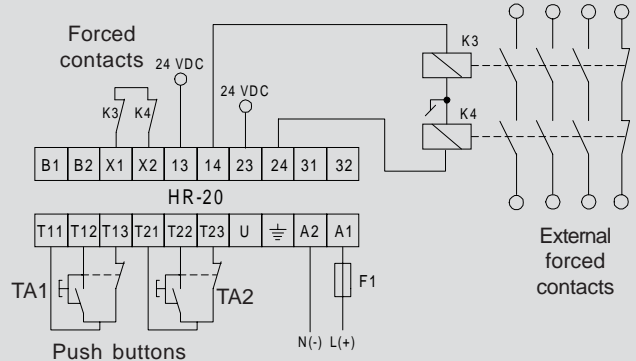 Forced
contacts
24 VDC
24 VDC
K3
K4
K3
K4
B1 B2 X1 X2 13 14 23 24 31 32
HR-20
T11 T12 T13 T21 T22 T23 U A2 A1
TA1
TA2
F1
N(-) L(+)
Push buttons
External
forced
contacts